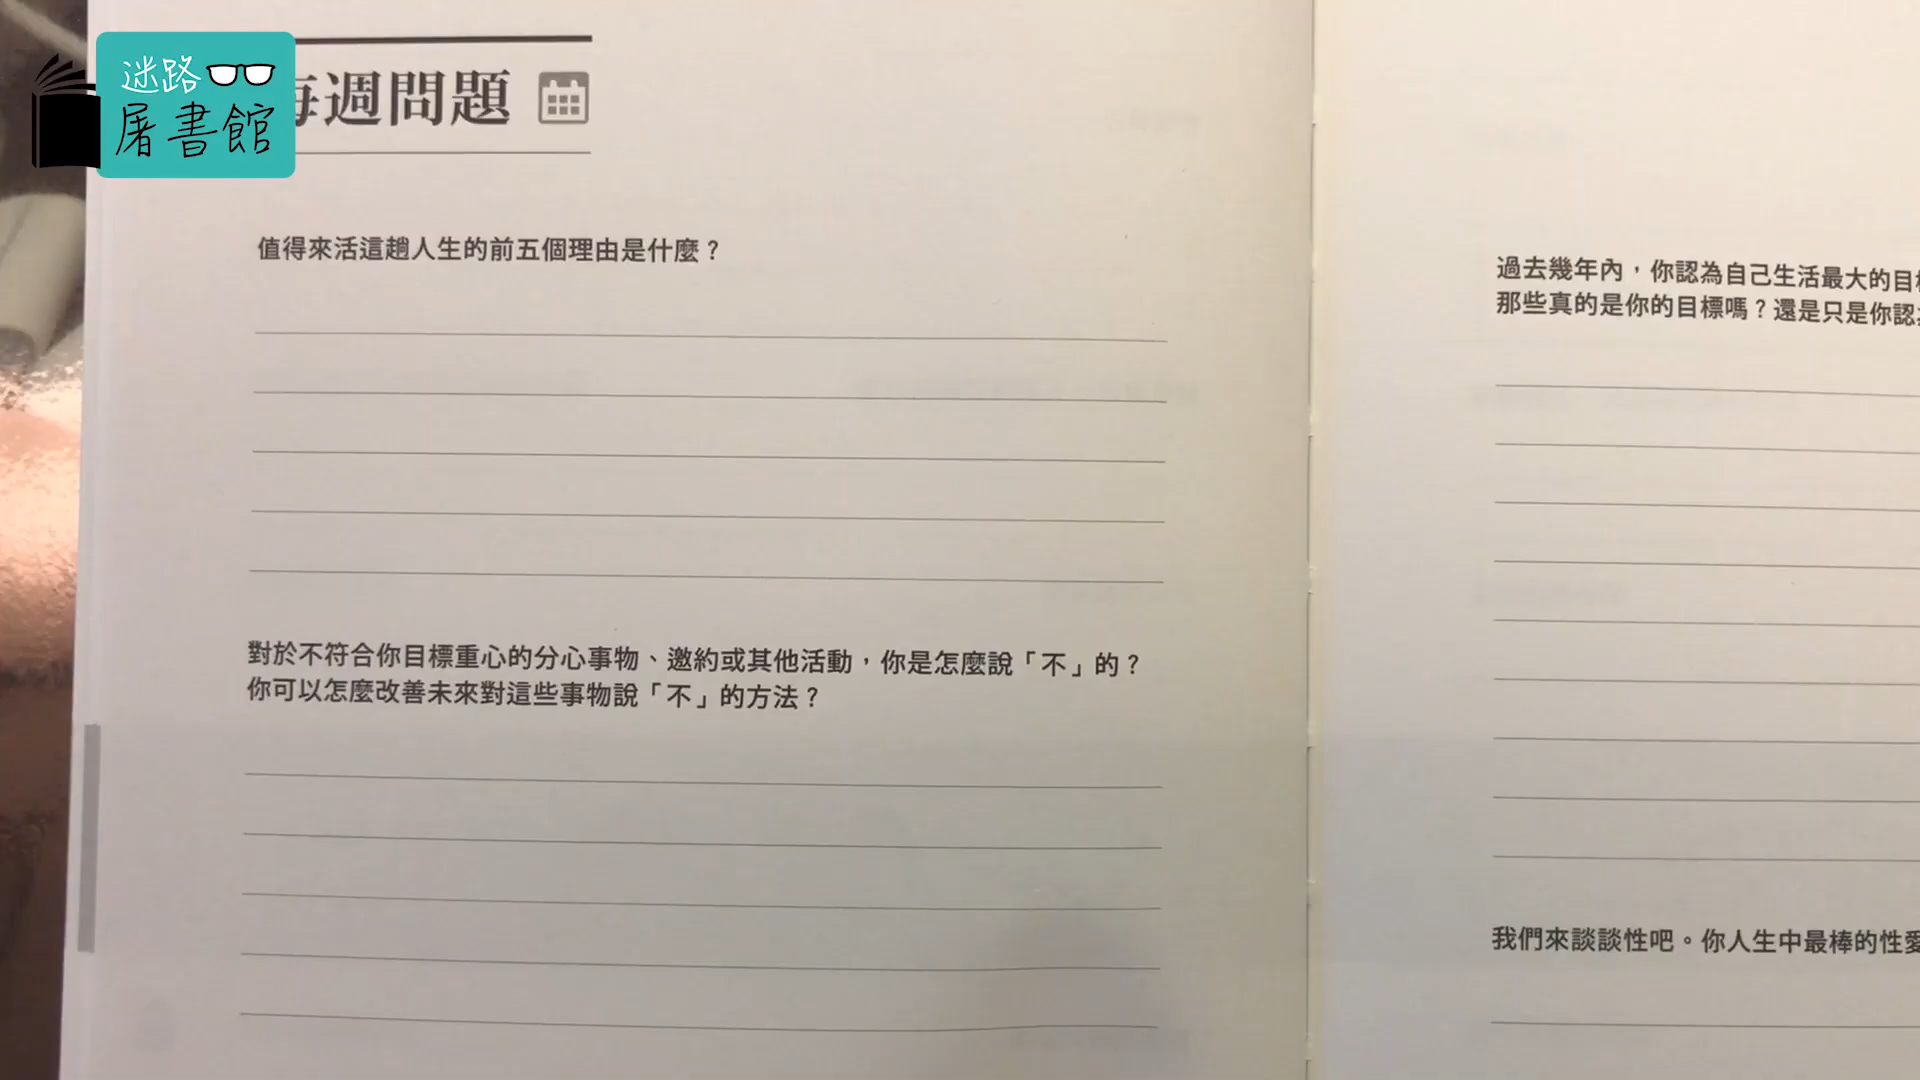 迷路
屠書館
每週問題
值得來活這趟人生的前五個理由是什麼？
對於不符合你目標重心的分心事物、邀約或其他活動，你是怎麼說「不」的？
你可以怎麼改善未來對這些事物說「不」的方法？
過去幾年內，你認為自己生活最大的目
那些真的是你的目標嗎？還是只是你認
我們來談談性吧。你人生中最棒的性愛